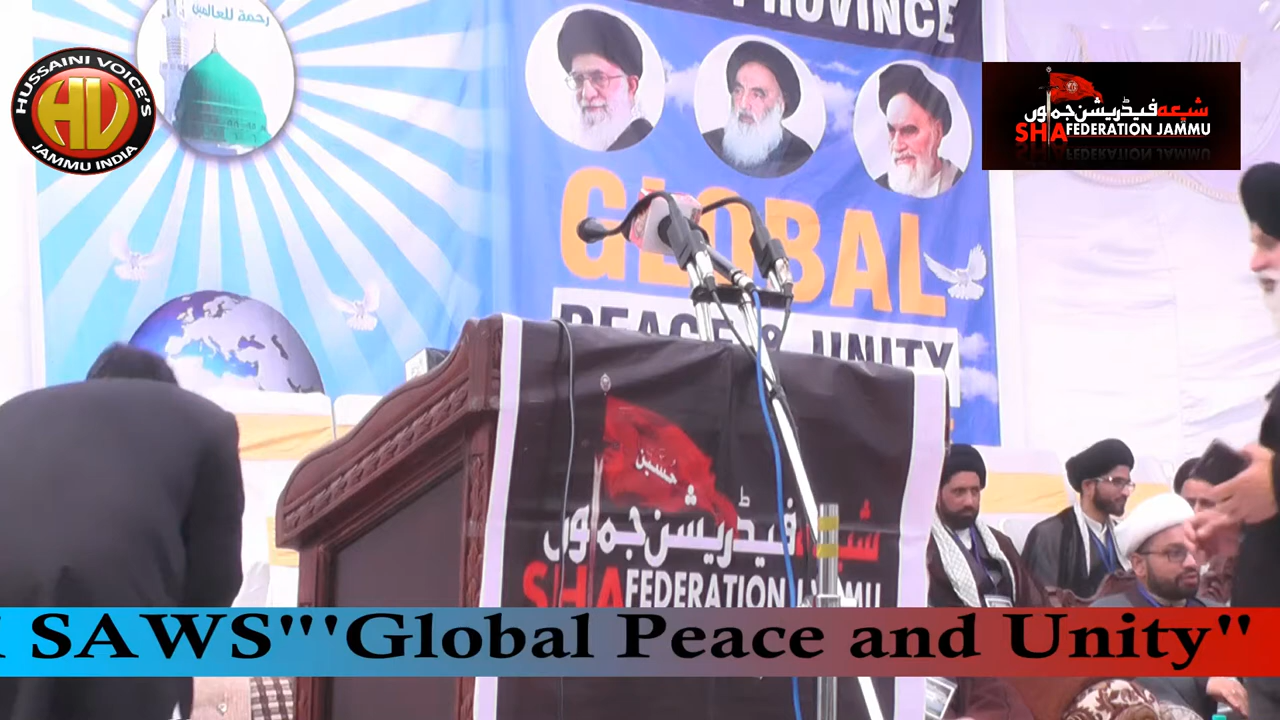 رحمة للعالمين
HUSSAINI VOICE'S
HV
JAMMU INDIA
PROVINCE
شیعہ فیڈریشن جموں
SHA FEDERATION JAMMU
GLOBAL
PEACE & UNITY
حسین
شیعہ فیڈریشن جموں
SHA FEDERATION JAMMU
SAWS"'Global Peace and Unity"